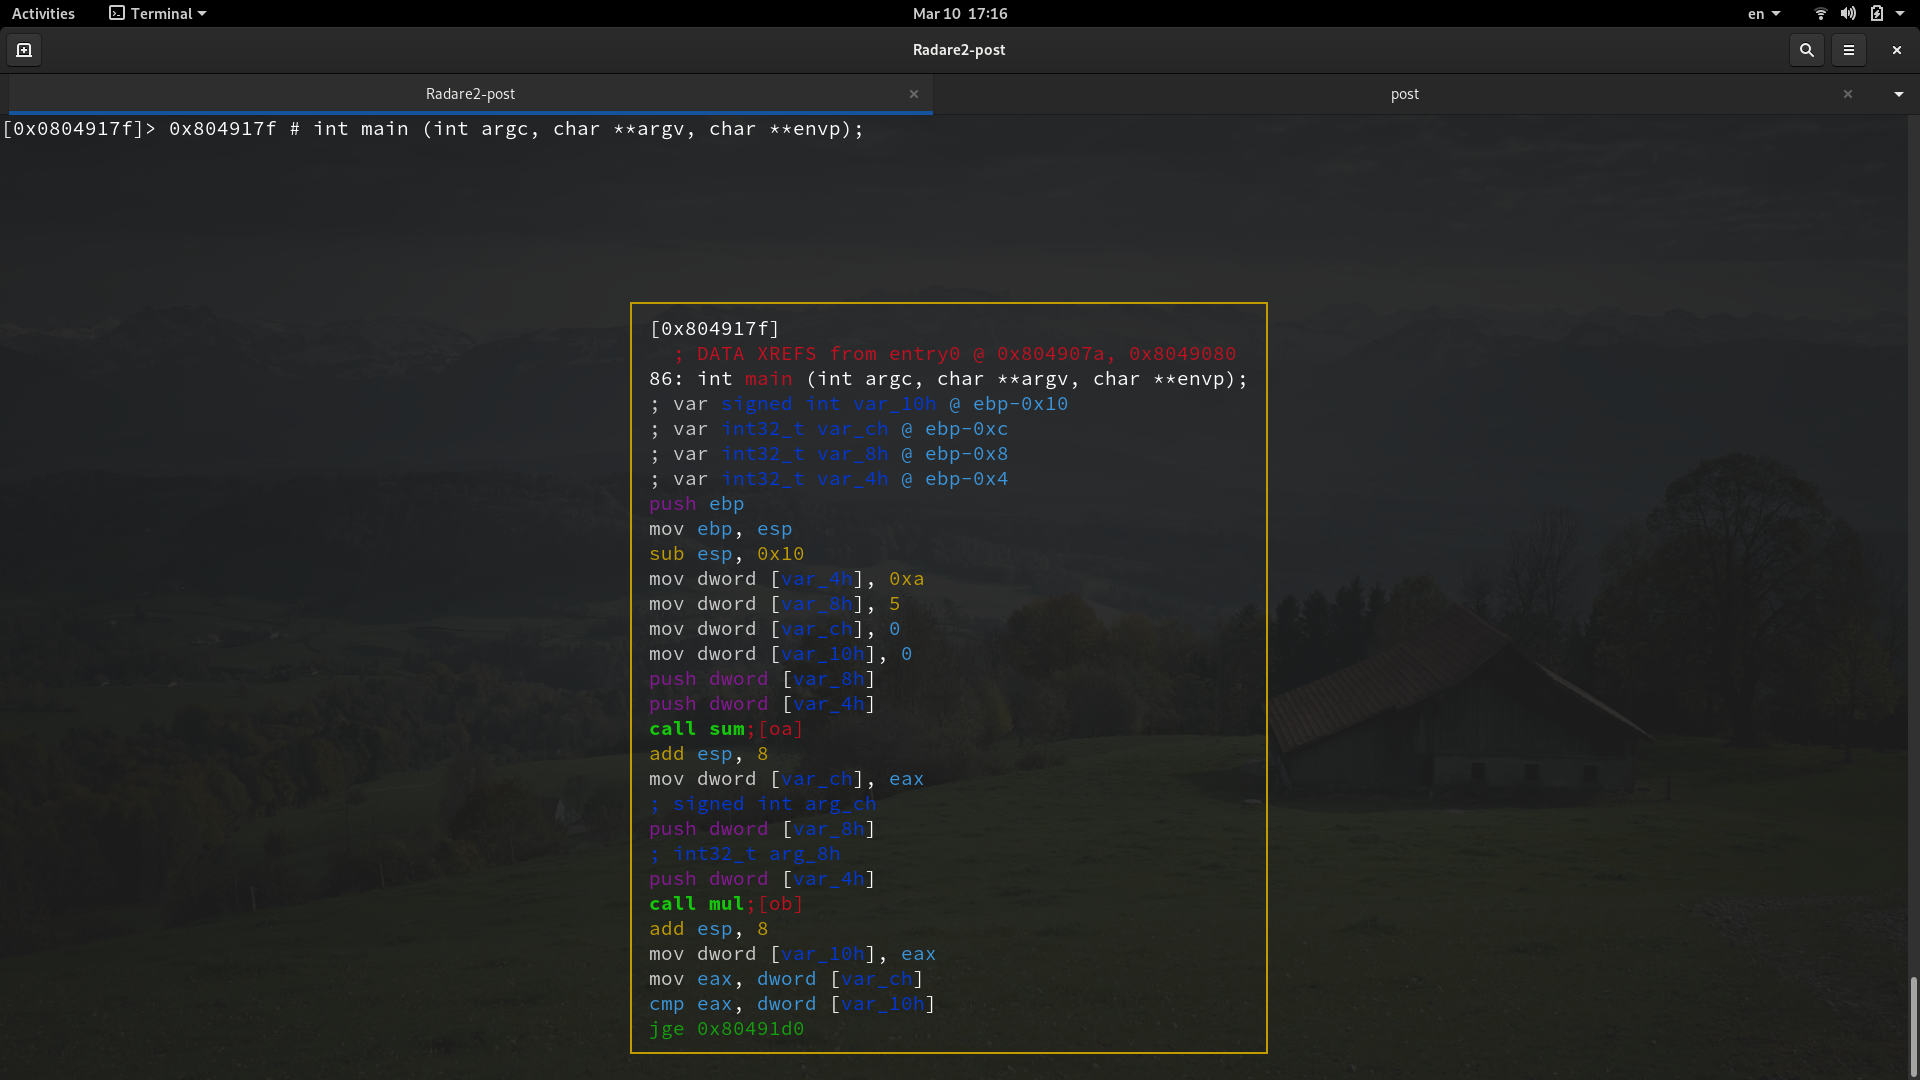 Activities Terminal Mar 10 17:16 en
Radare2-post
Radare2-post × post ×
[0x0804917f]> 0x804917f # int main (int argc, char **argv, char **envp);
[0x804917f]
; DATA XREFS from entry0 @ 0x804907a, 0x8049080
86: int main (int argc, char **argv, char **envp);
; var signed int var_10h @ ebp-0x10
; var int32_t var_ch @ ebp-0xc
; var int32_t var_8h @ ebp-0x8
; var int32_t var_4h @ ebp-0x4
push ebp
mov ebp, esp
sub esp, 0x10
mov dword [var_4h], 0xa
mov dword [var_8h], 5
mov dword [var_ch], 0
mov dword [var_10h], 0
push dword [var_8h]
push dword [var_4h]
call sum;[oa]
add esp, 8
mov dword [var_ch], eax
; signed int arg_ch
push dword [var_8h]
; int32_t arg_8h
push dword [var_4h]
call mul;[ob]
add esp, 8
mov dword [var_10h], eax
mov eax, dword [var_ch]
cmp eax, dword [var_10h]
jge 0x80491d0